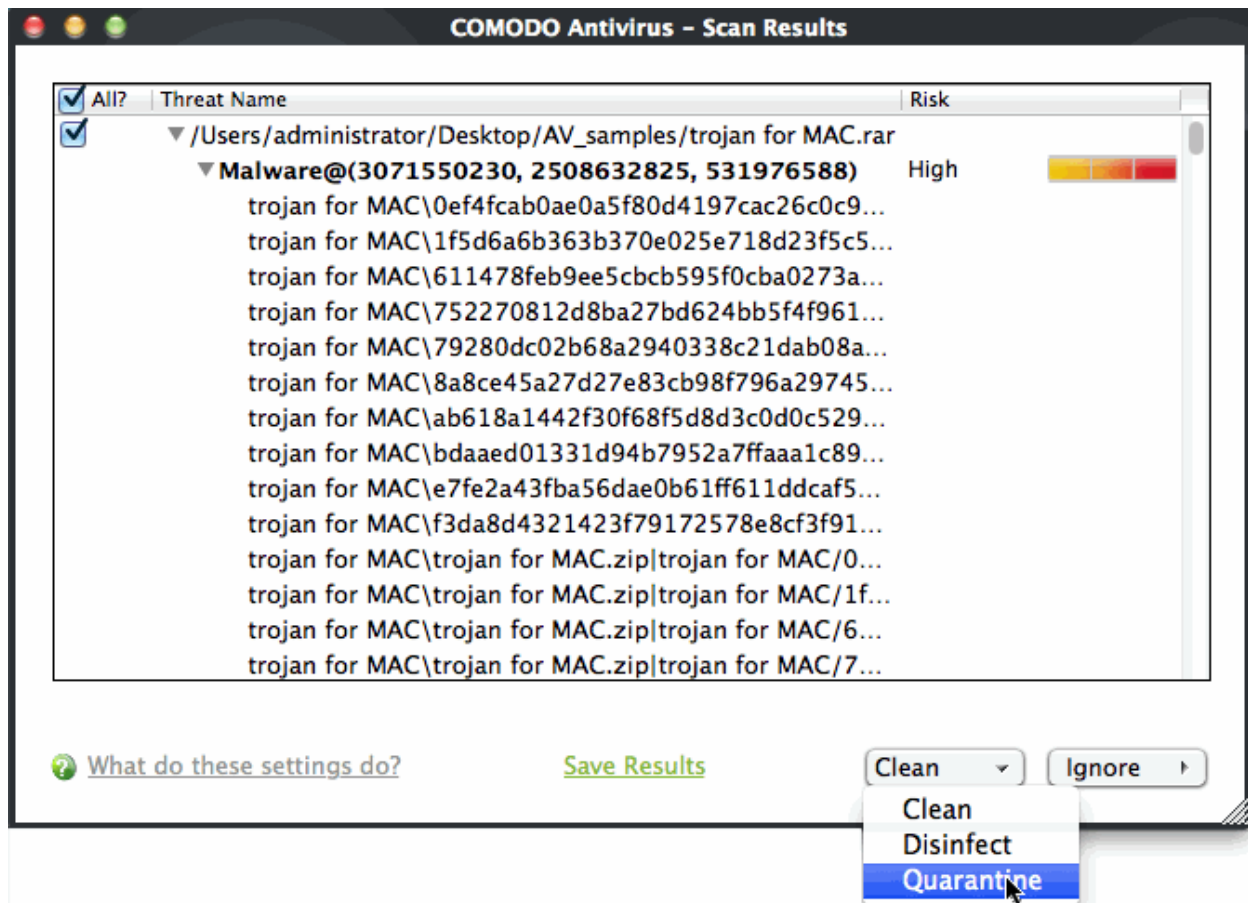 COMODO Antivirus – Scan Results
All? Threat Name Risk
/Users/administrator/Desktop/AV_samples/trojan for MAC.rar
Malware@(3071550230, 2508632825, 531976588) High
trojan for MAC\0ef4fcab0ae0a5f80d4197cac26c0c9...
trojan for MAC\1f5d6a6b363b370e025e718d23f5c5...
trojan for MAC\611478feb9ee5cbcb595f0cba0273a...
trojan for MAC\752270812d8ba27bd624bb5f4f961...
trojan for MAC\79280dc02b68a2940338c21dab08a...
trojan for MAC\8a8ce45a27d27e83cb98f796a29745...
trojan for MAC\ab618a1442f30f68f5d8d3c0d0c529...
trojan for MAC\bdaaed01331d94b7952a7ffaaa1c89...
trojan for MAC\e7fe2a43fba56dae0b61ff611ddcaf5...
trojan for MAC\f3da8d4321423f79172578e8cf3f91...
trojan for MAC\trojan for MAC.zip|trojan for MAC/0...
trojan for MAC\trojan for MAC.zip|trojan for MAC/1f...
trojan for MAC\trojan for MAC.zip|trojan for MAC/6...
trojan for MAC\trojan for MAC.zip|trojan for MAC/7...
? What do these settings do? Save Results Clean Ignore
Clean
Disinfect
Quarantine